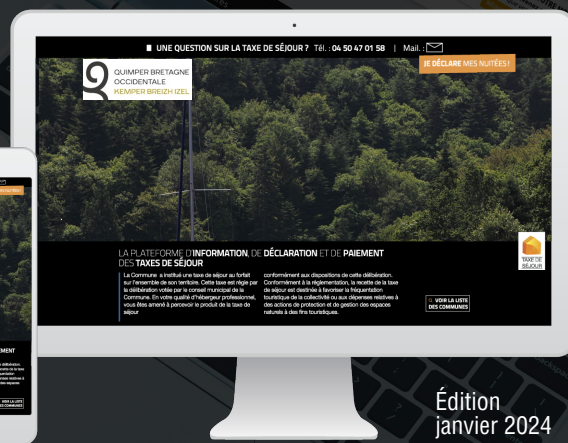 UNE QUESTION SUR LA TAXE DE SÉJOUR ? Tél. : 04 50 47 01 58 | Mail. :
JE DÉCLARE MES NUITÉES !
QUIMPER BRETAGNE
OCCIDENTALE
KEMPER BREIZH IZEL
LA PLATEFORME D'INFORMATION, DE DÉCLARATION ET DE PAIEMENT
DES TAXES DE SÉJOUR
La Commune a institué une taxe de séjour au forfait
sur l'ensemble de son territoire. Cette taxe est régie par
la délibération votée par le conseil municipal de la
Commune. En votre qualité d'hébergeur professionnel,
vous êtes amené à percevoir le produit de la taxe de
séjour
conformément aux dispositions de cette délibération.
Conformément à la réglementation, la recette de la taxe
de séjour est destinée à favoriser la fréquentation
touristique de la collectivité ou aux dépenses relatives à
des actions de protection et de gestion des espaces
naturels à des fins touristiques.
TAXE DE
SÉJOUR
VOIR LA LISTE
DES COMMUNES
EMENT
VOIR LA LISTE
DES COMMUNES
Édition
janvier 2024